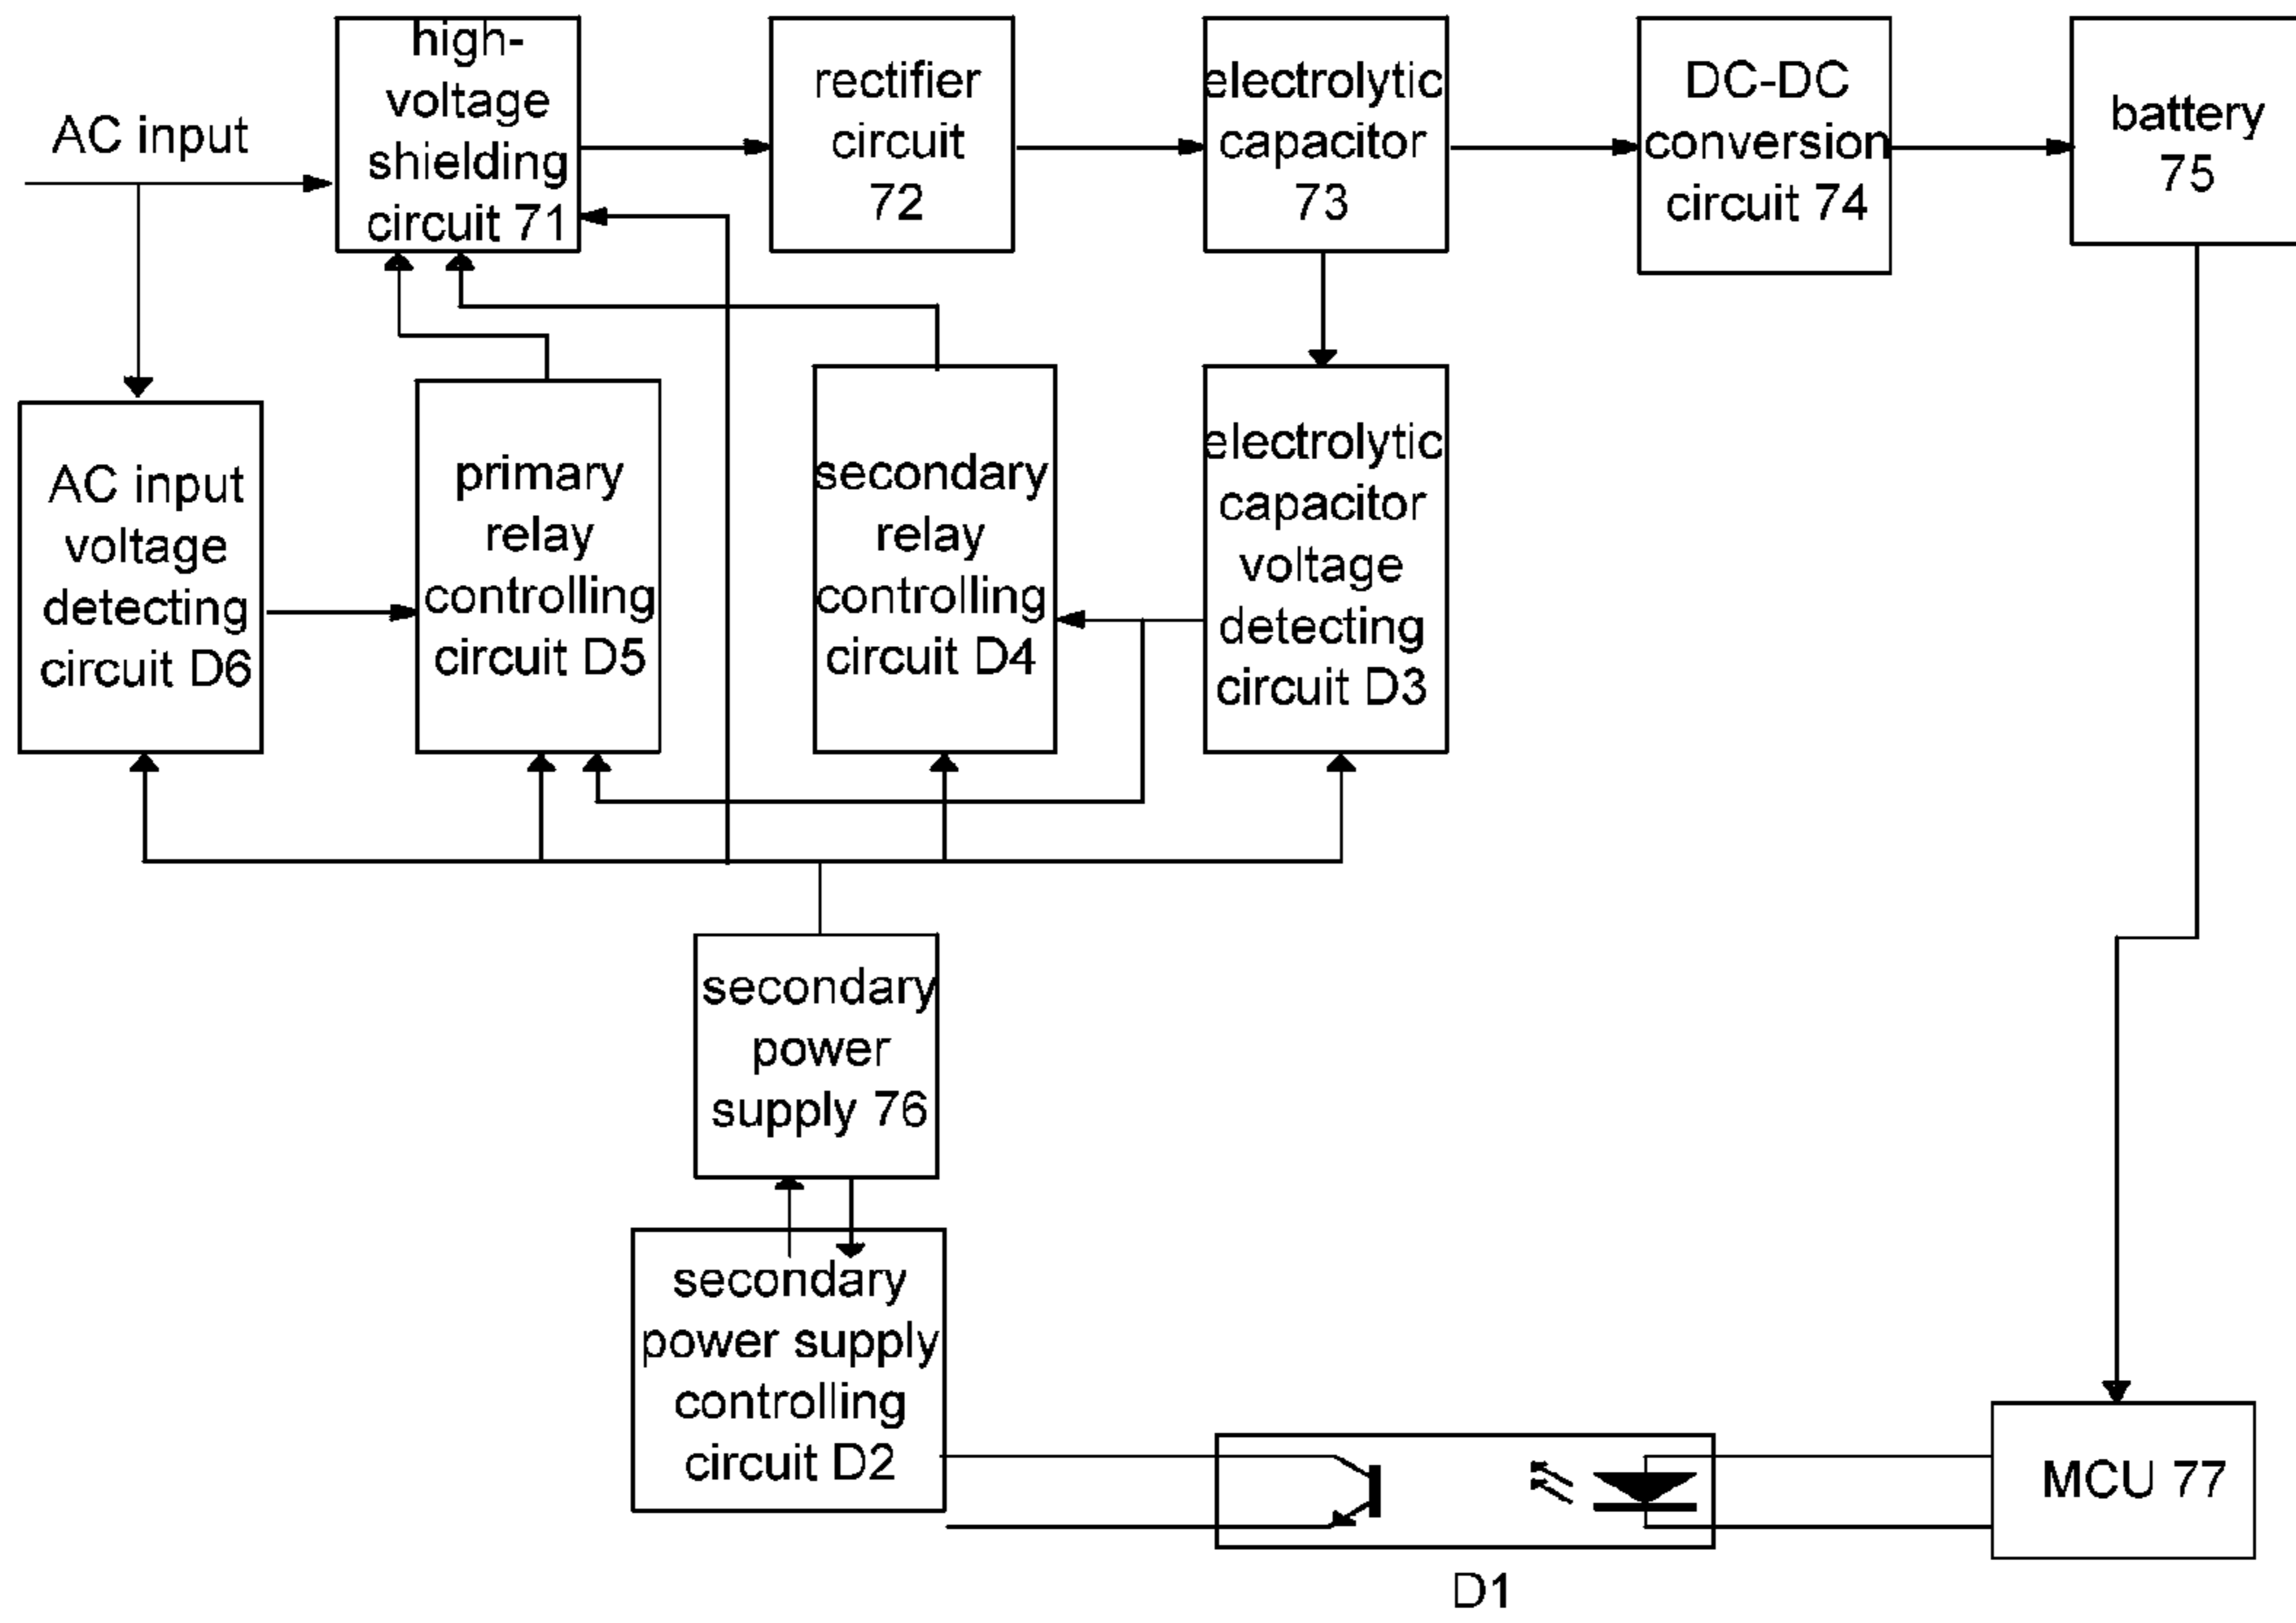 AC input
high-
voltage
shielding
circuit 71
rectifier
circuit
72
electrolytic
capacitor
73
DC-DC
conversion
circuit 74
battery
75
AC input
voltage
detecting
circuit D6
primary
relay
controlling
circuit D5
secondary
relay
controlling
circuit D4
electrolytic
capacitor
voltage
detecting
circuit D3
secondary
power
supply 76
secondary
power supply
controlling
circuit D2
MCU 77
D1